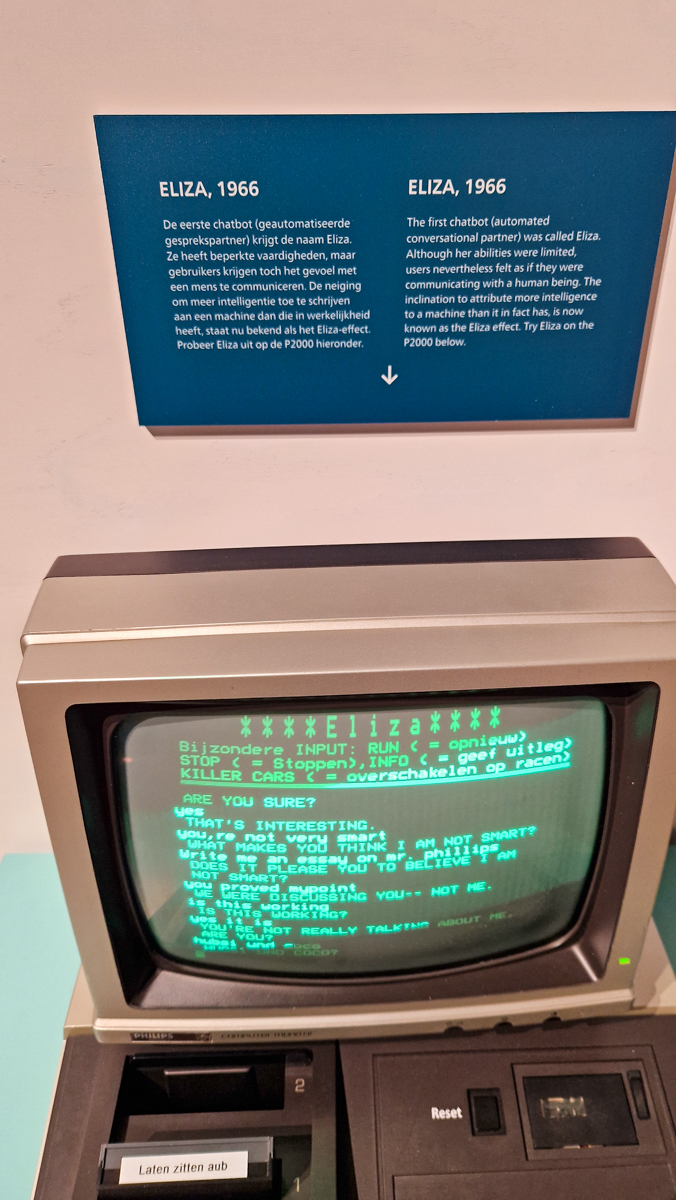 ELIZA, 1966
De eerste chatbot (geautomatiseerde
gesprekspartner) krijgt de naam Eliza.
Ze heeft beperkte vaardigheden, maar
gebruikers krijgen toch het gevoel met
een mens te communiceren. De neiging
om meer intelligentie toe te schrijven
aan een machine dan die in werkelijkheid
heeft, staat nu bekend als het Eliza-effect.
Probeer Eliza uit op de P2000 hieronder.
ELIZA, 1966
The first chatbot (automated
conversational partner) was called Eliza.
Although her abilities were limited,
users nevertheless felt as if they were
communicating with a human being. The
inclination to attribute more intelligence
to a machine than it in fact has, is now
known as the Eliza effect. Try Eliza on the
P2000 below.
↓
****Eliza****
Bijzondere INPUT: RUN ( = opnieuw)
STOP ( = Stoppen),INFO ( = geef uitleg)
KILLER CARS ( = overschakelen op racen)
ARE YOU SURE?
yes
THAT'S INTERESTING.
you,re not very smart
WHAT MAKES YOU THINK I AM NOT SMART?
Write me an essay on mr. phillips
DOES IT PLEASE YOU TO BELIEVE I AM
NOT SMART?
you proved mypoint
WE WERE DISCUSSING YOU-- NOT ME.
is this working
IS THIS WORKING?
yes it is
YOU'RE NOT REALLY TALKING ABOUT ME.
ARE YOU?
hubsi und coco
UND COCO?
PHILIPS COMPUTER MONITOR
2
Reset
Laten zitten aub
1